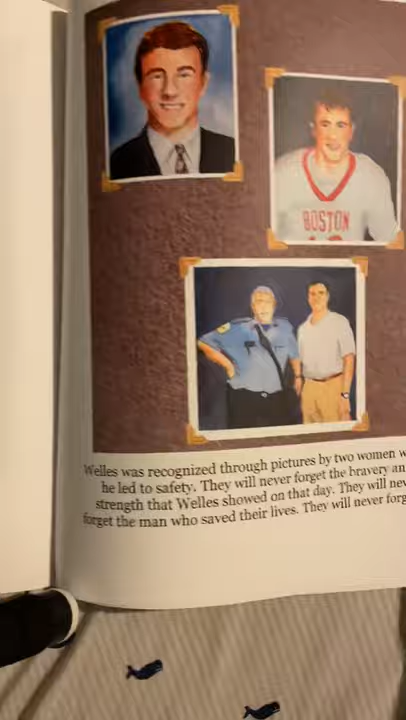 BOSTON
Welles was recognized through pictures by two women w
he led to safety. They will never forget the bravery an
strength that Welles showed on that day. They will nev
forget the man who saved their lives. They will never forg